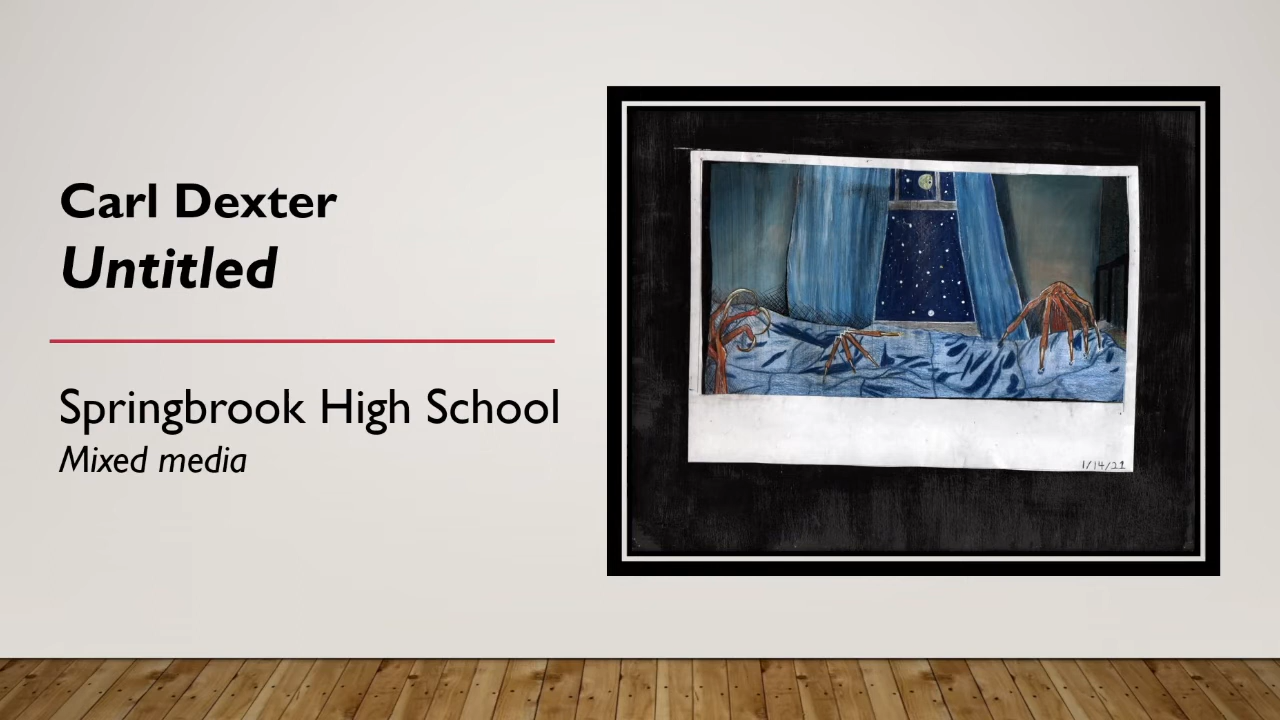 Carl Dexter
Untitled
Springbrook High School
Mixed media
1/14/21